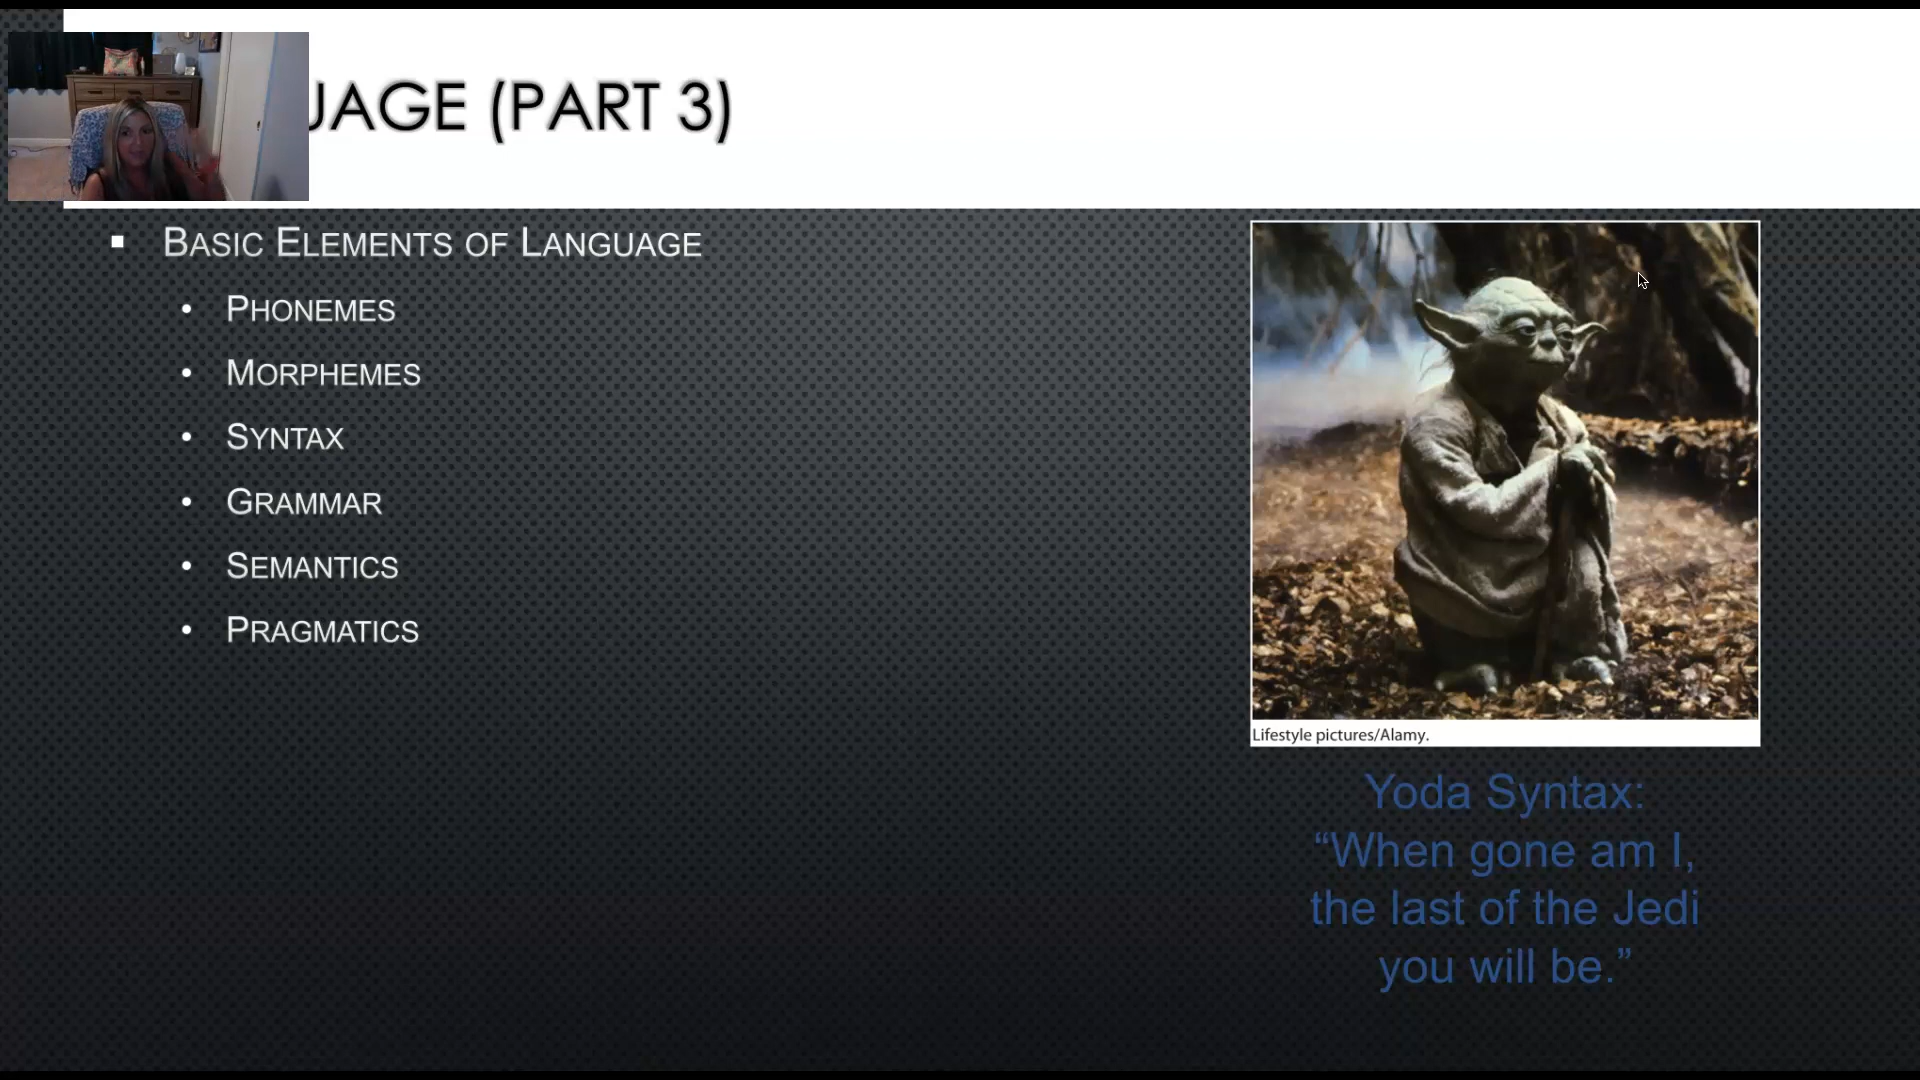 UAGE (PART 3)
BASIC ELEMENTS OF LANGUAGE
PHONEMES
MORPHEMES
SYNTAX
GRAMMAR
SEMANTICS
PRAGMATICS
Lifestyle pictures/Alamy.
Yoda Syntax:
“When gone am I,
the last of the Jedi
you will be.”